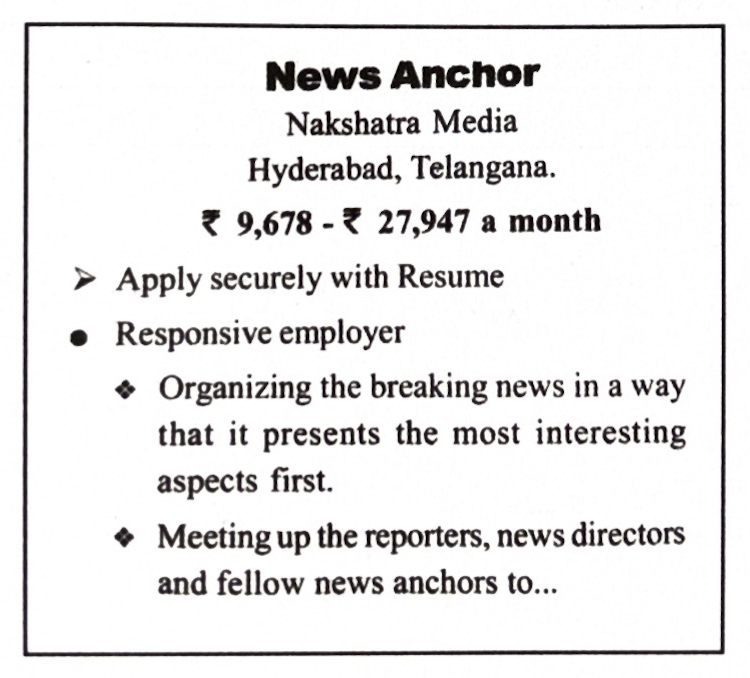 News Anchor
Nakshatra Media
Hyderabad, Telangana.
₹ 9,678 - ₹ 27,947 a month
➢ Apply securely with Resume
● Responsive employer
❖ Organizing the breaking news in a way
that it presents the most interesting
aspects first.
❖ Meeting up the reporters, news directors
and fellow news anchors to...